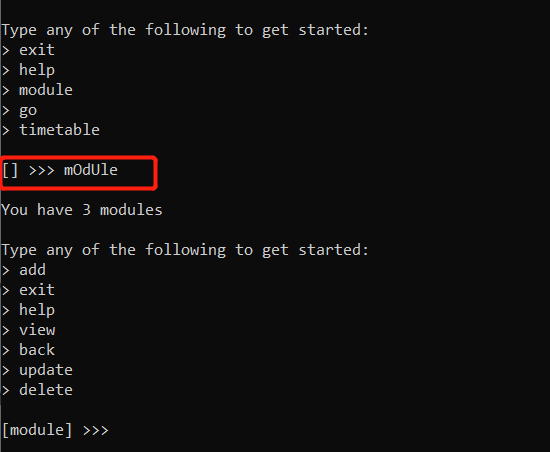 Type any of the following to get started:
> exit
> help
> module
> go
> timetable
[] >>> mOdUle
You have 3 modules
Type any of the following to get started:
> add
> exit
> help
> view
> back
> update
> delete
[module] >>>